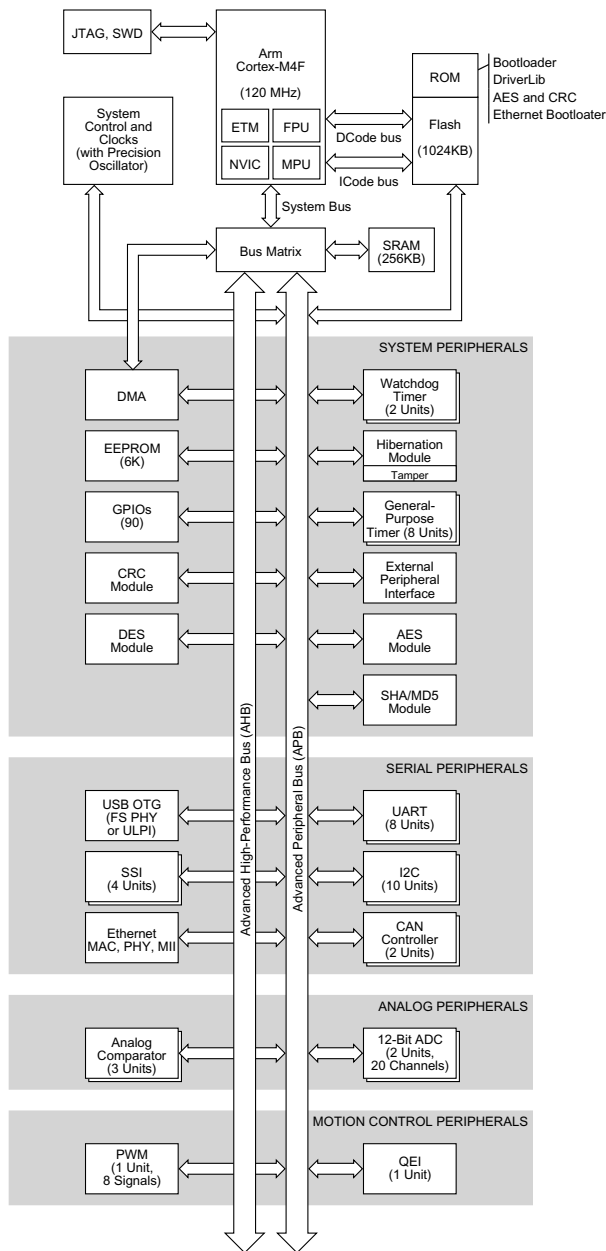 JTAG, SWD
Arm
Cortex-M4F
(120 MHz)
ETM
FPU
NVIC
MPU
ROM
Flash
(1024KB)
Bootloader
DriverLib
AES and CRC
Ethernet Bootloater
System
Control and
Clocks
(with Precision
Oscillator)
DCode bus
ICode bus
System Bus
Bus Matrix
SRAM
(256KB)
SYSTEM PERIPHERALS
DMA
Watchdog
Timer
(2 Units)
EEPROM
(6K)
Hibernation
Module
Tamper
GPIOs
(90)
General-
Purpose
Timer (8 Units)
CRC
Module
External
Peripheral
Interface
DES
Module
AES
Module
SHA/MD5
Module
Advanced High-Performance Bus (AHB)
Advanced Peripheral Bus (APB)
SERIAL PERIPHERALS
USB OTG
(FS PHY
or ULPI)
UART
(8 Units)
SSI
(4 Units)
I2C
(10 Units)
Ethernet
MAC, PHY, MII
CAN
Controller
(2 Units)
ANALOG PERIPHERALS
Analog
Comparator
(3 Units)
12-Bit ADC
(2 Units,
20 Channels)
MOTION CONTROL PERIPHERALS
PWM
(1 Unit,
8 Signals)
QEI
(1 Unit)